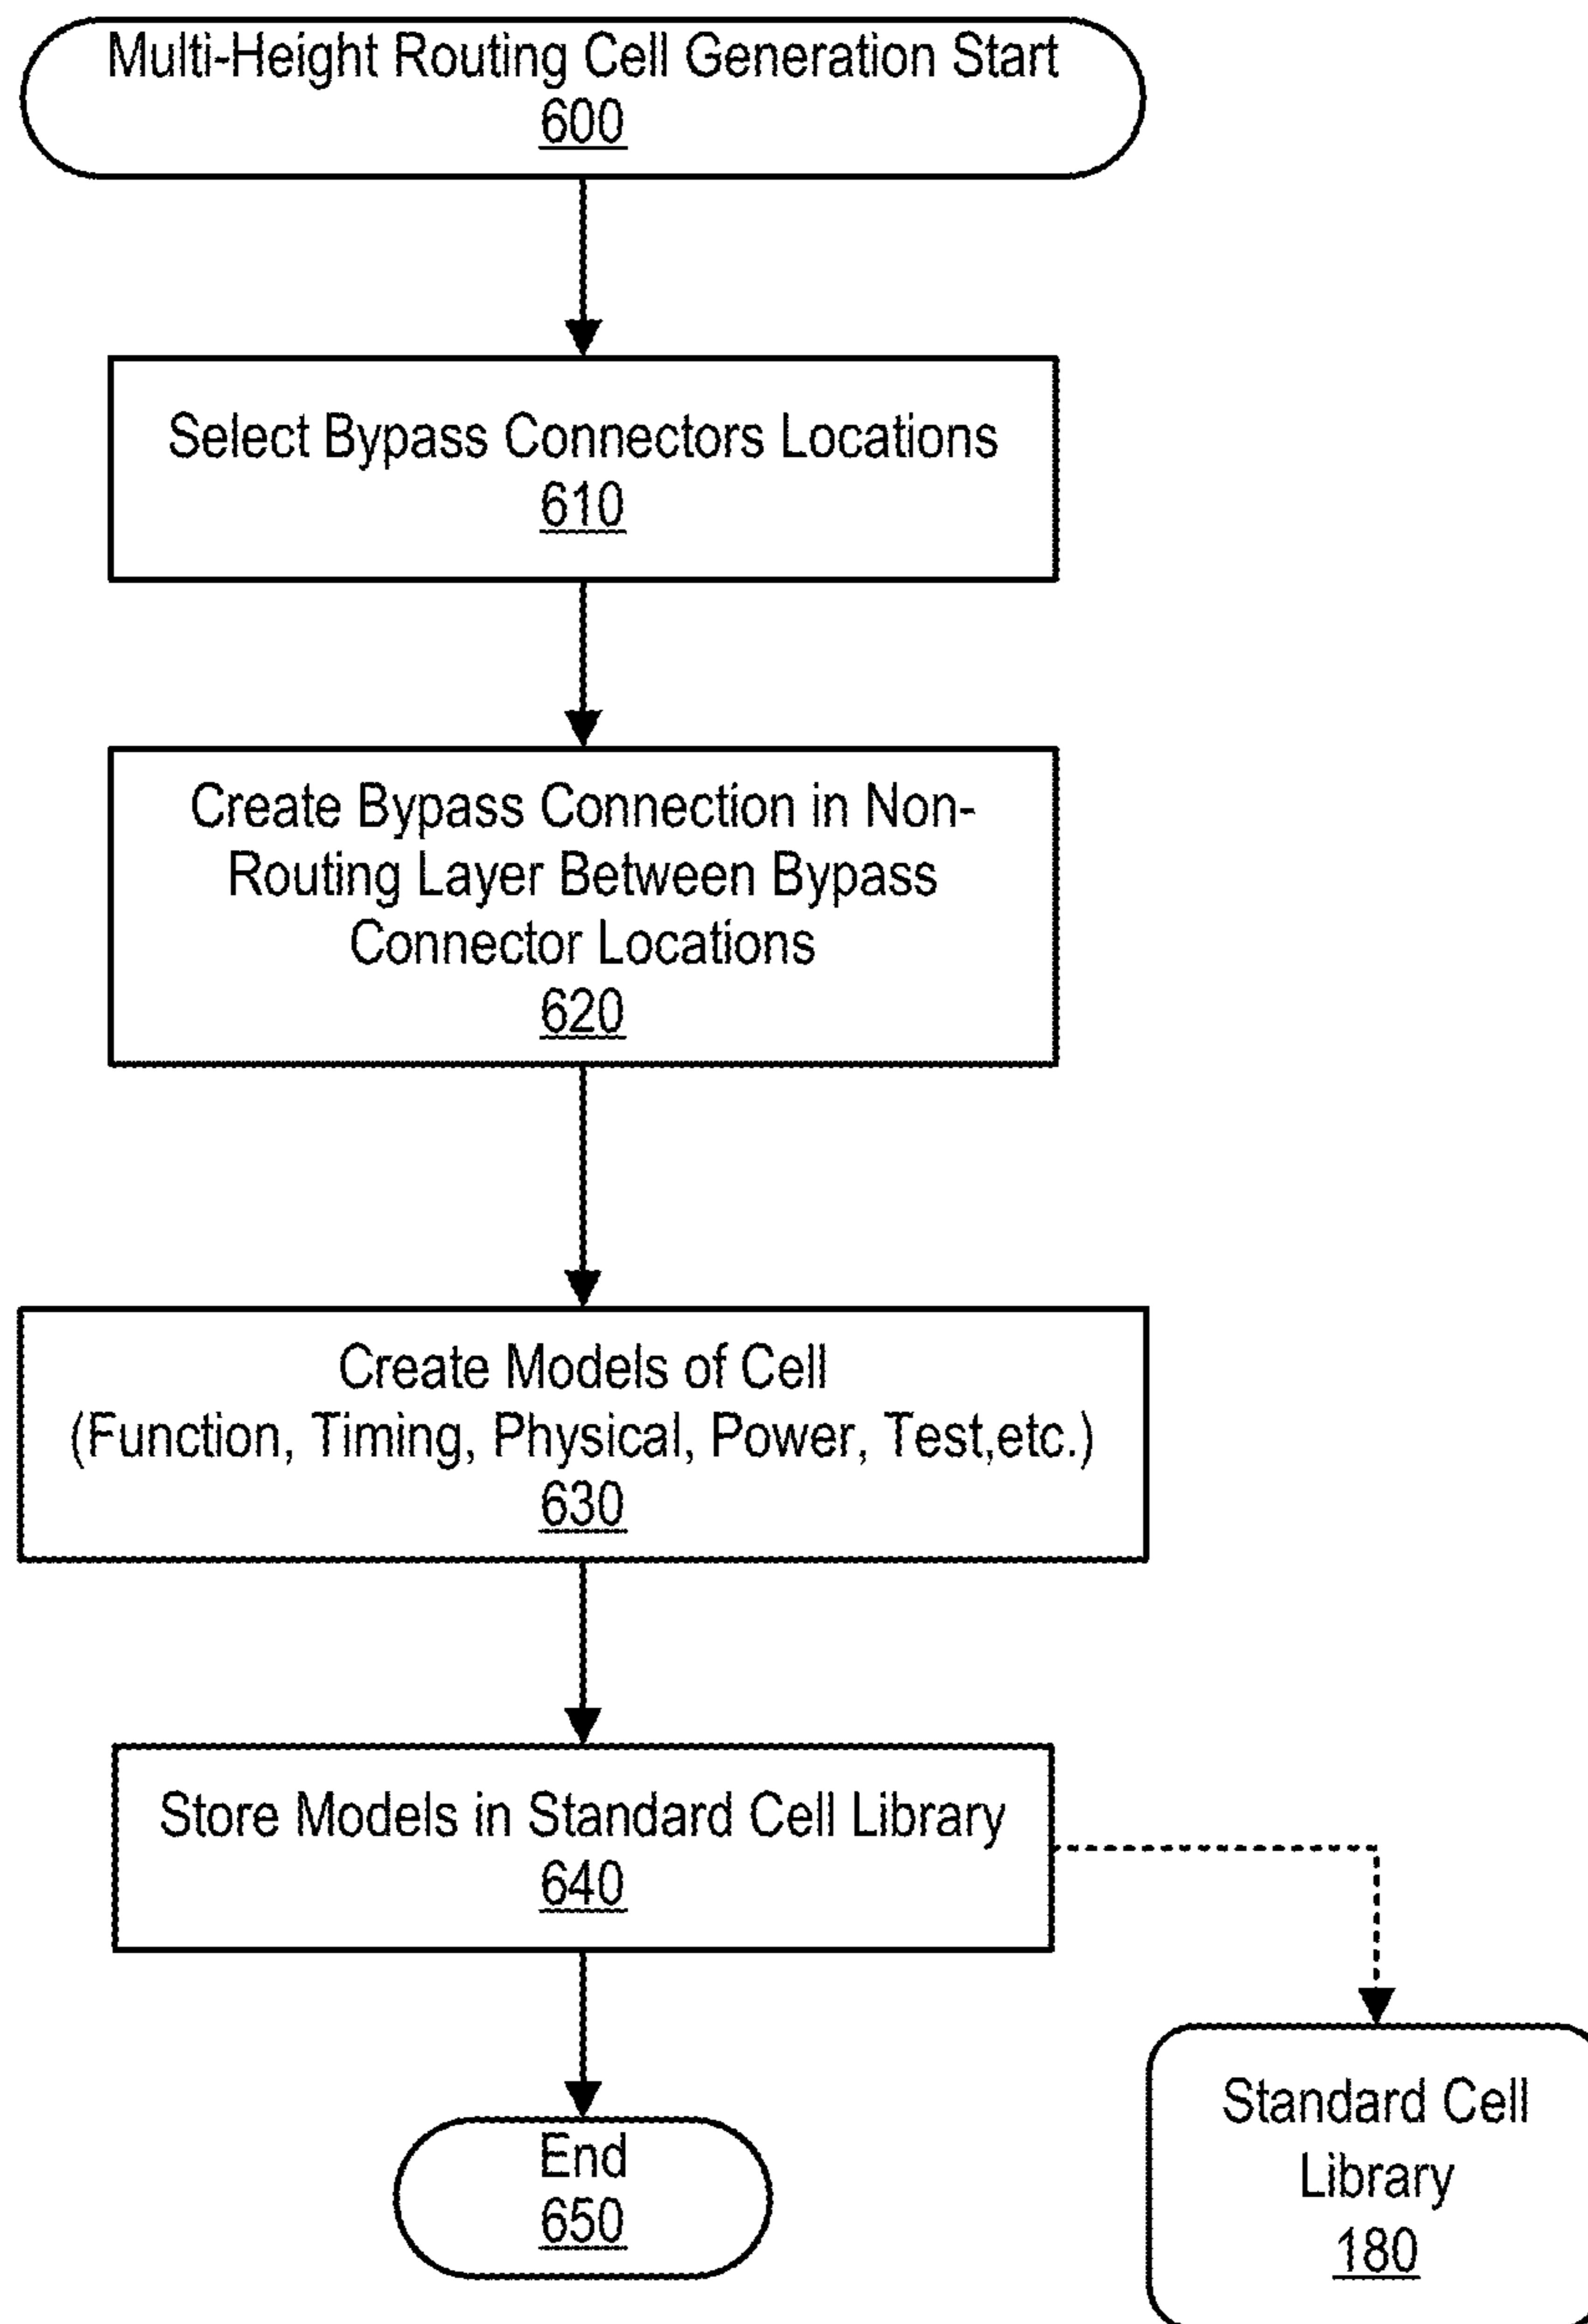 Multi-Height Routing Cell Generation Start
600
Select Bypass Connectors Locations
610
Create Bypass Connection in Non-
Routing Layer Between Bypass
Connector Locations
620
Create Models of Cell
(Function, Timing, Physical, Power, Test,etc.)
630
Store Models in Standard Cell Library
640
End
650
Standard Cell
Library
180